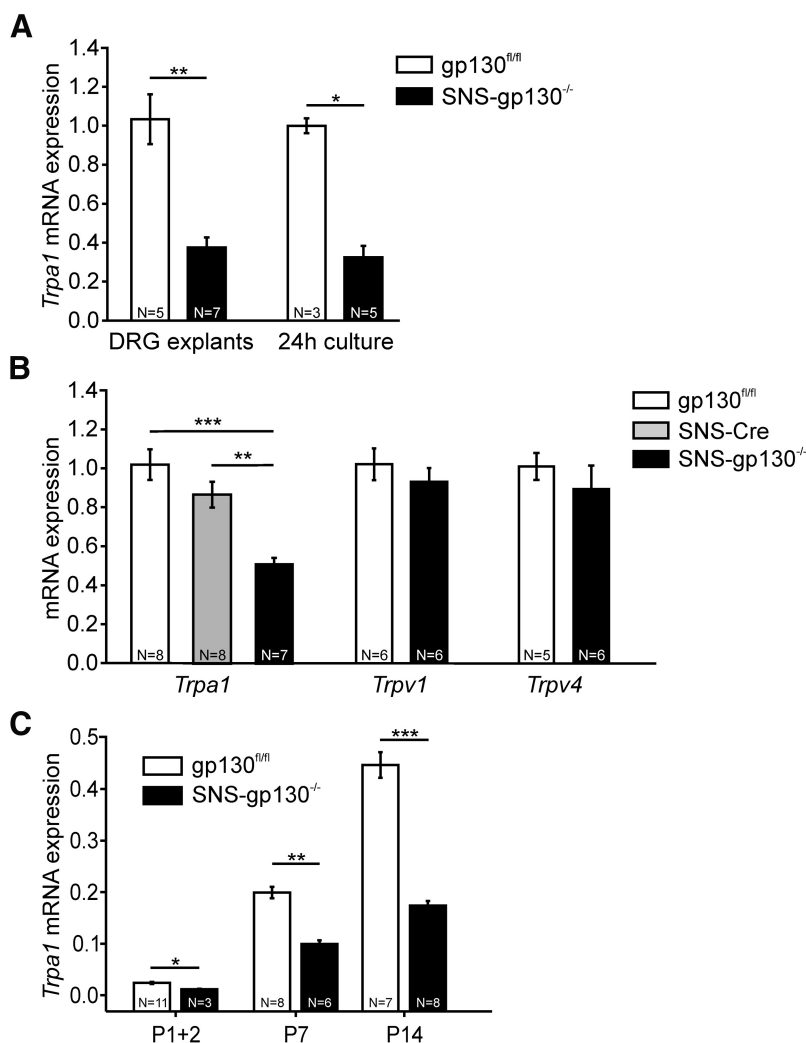 A
1.4
1.2
1.0
0.8
0.6
0.4
0.2
0.0
Trpa1 mRNA expression
** *
gp130fl/fl
SNS-gp130-/-
N=5 N=7 N=3 N=5
DRG explants 24h culture
B
1.4
1.2
1.0
0.8
0.6
0.4
0.2
0.0
mRNA expression
***
**
gp130fl/fl
SNS-Cre
SNS-gp130-/-
N=8 N=8 N=7 N=6 N=6 N=5 N=6
Trpa1 Trpv1 Trpv4
C
0.5
0.4
0.3
0.2
0.1
0.0
Trpa1 mRNA expression
gp130fl/fl
SNS-gp130-/-
* ** ***
N=11 N=3 N=8 N=6 N=7 N=8
P1+2 P7 P14